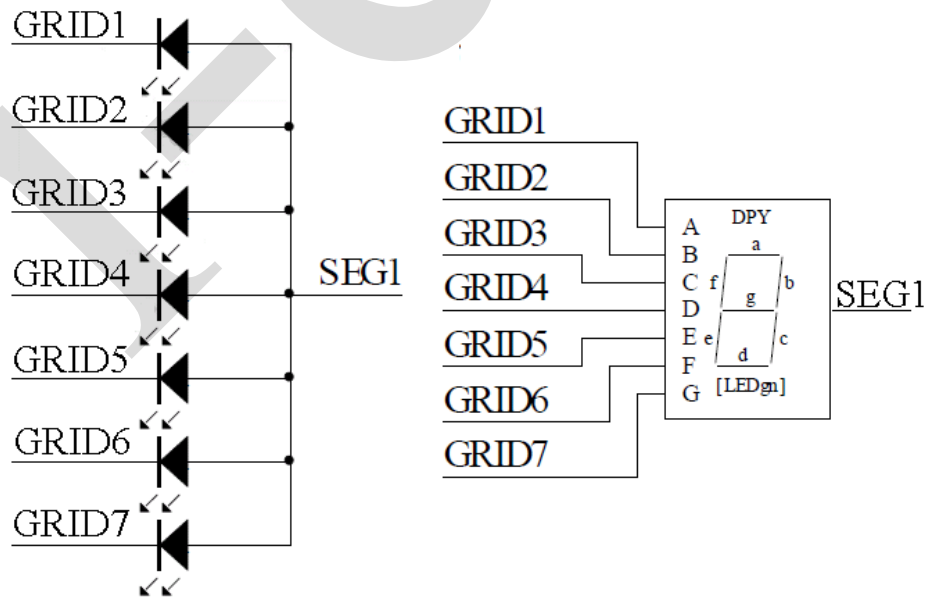 GRID1
GRID2
GRID3
GRID4
GRID5
GRID6
GRID7
SEG1
GRID1
GRID2
GRID3
GRID4
GRID5
GRID6
GRID7
A
B
C
D
E
F
G
DPY
a
f
b
g
e
c
d
[LEDgn]
SEG1